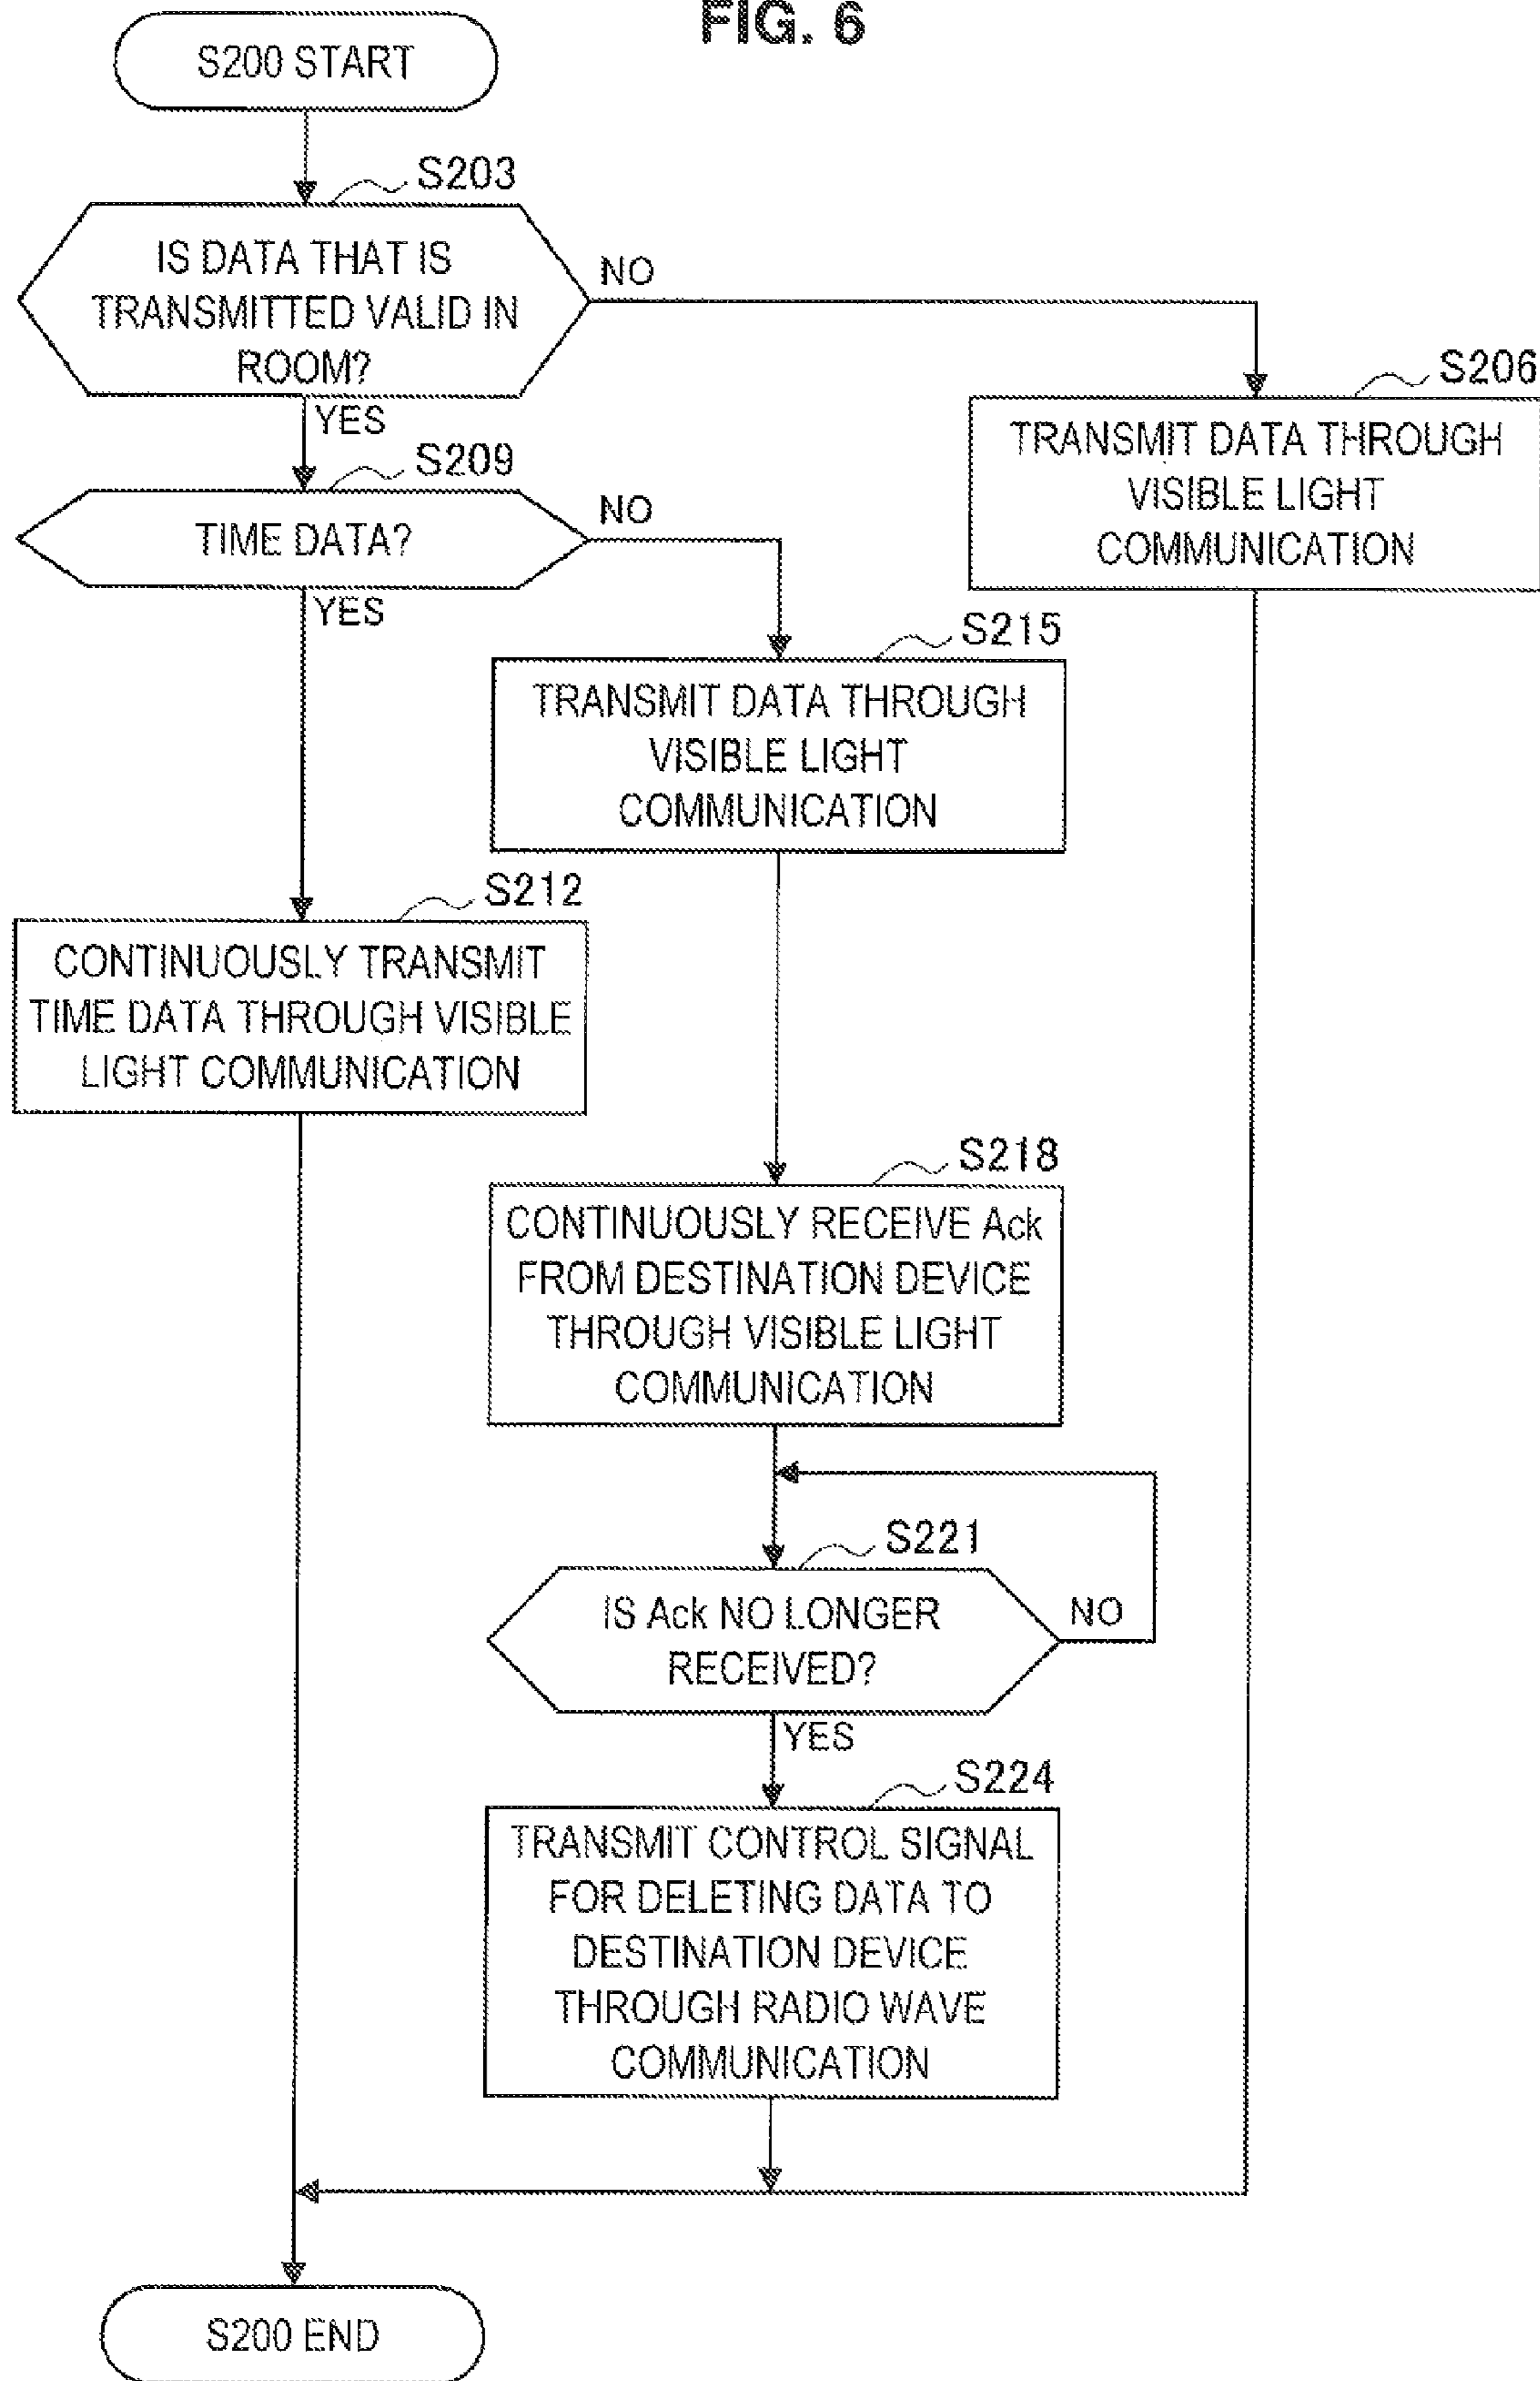 FIG. 6
S200 START
S203
IS DATA THAT IS
TRANSMITTED VALID IN
ROOM?
NO
YES
S206
TRANSMIT DATA THROUGH
VISIBLE LIGHT
COMMUNICATION
S209
TIME DATA?
NO
YES
S215
TRANSMIT DATA THROUGH
VISIBLE LIGHT
COMMUNICATION
S212
CONTINUOUSLY TRANSMIT
TIME DATA THROUGH VISIBLE
LIGHT COMMUNICATION
S218
CONTINUOUSLY RECEIVE Ack
FROM DESTINATION DEVICE
THROUGH VISIBLE LIGHT
COMMUNICATION
S221
IS Ack NO LONGER
RECEIVED?
NO
YES
S224
TRANSMIT CONTROL SIGNAL
FOR DELETING DATA TO
DESTINATION DEVICE
THROUGH RADIO WAVE
COMMUNICATION
S200 END